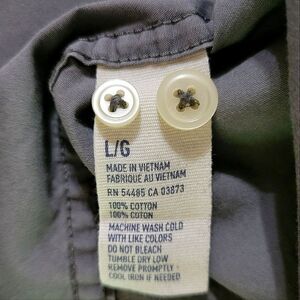 L/G
MADE IN VIETNAM
FABRIQUE AU VIETNAM
RN 54485 CA 03873
100% COTTON
100% COTON
MACHINE WASH COLD
WITH LIKE COLORS
DO NOT BLEACH
TUMBLE DRY LOW
REMOVE PROMPTLY
COOL IRON IF NEEDED